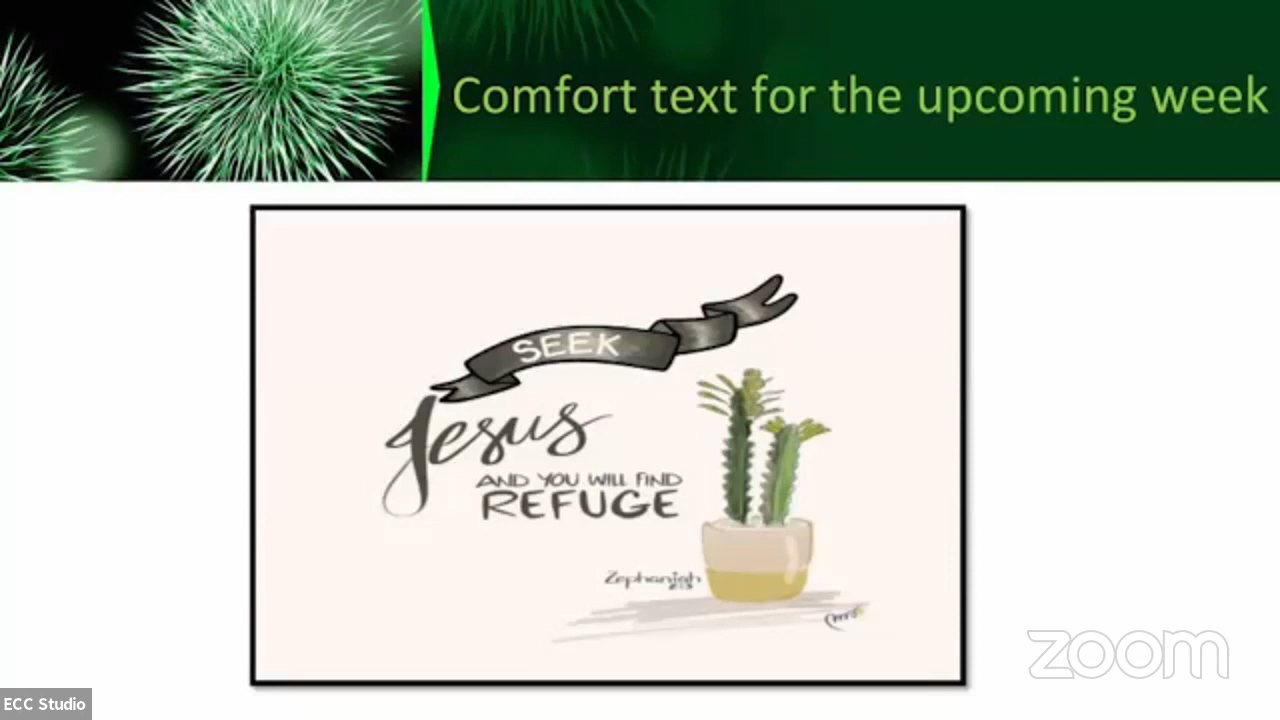 Comfort text for the upcoming week
SEEK
Jesus
AND YOU WILL FIND
REFUGE
Zephaniah
zoom
ECC Studio